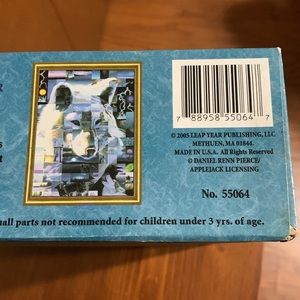 7 88958 55064 7
© 2005 LEAP YEAR PUBLISHING, LLC
METHUEN, MA 01844.
MADE IN U.S.A. All Rights Reserved
© DANIEL RENN PIERCE/
APPLEJACK LICENSING
No. 55064
parts not recommended for children under 3 yrs. of age.